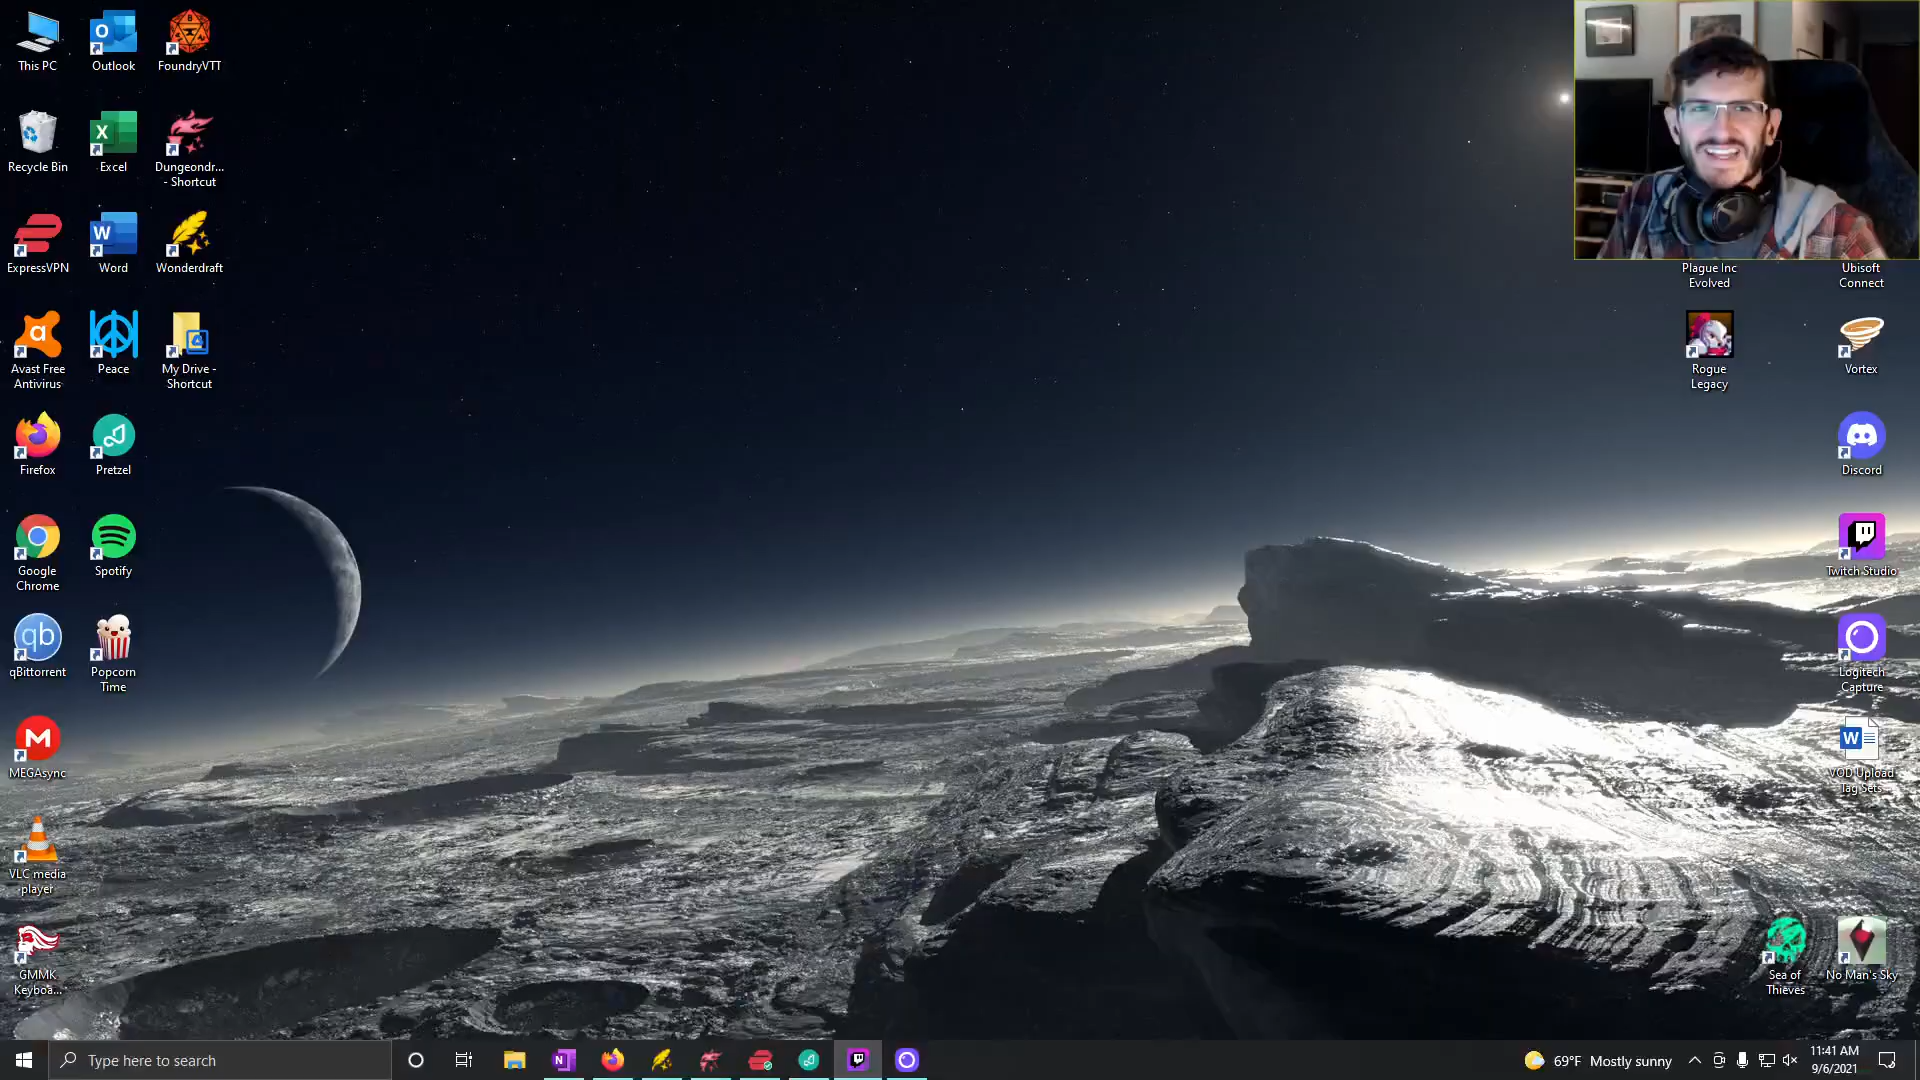 This PC
Outlook
FoundryVTT
Recycle Bin
Excel
Dungeondr...
- Shortcut
ExpressVPN
Word
Wonderdraft
Plague Inc
Evolved
Ubisoft
Connect
Avast Free
Antivirus
Peace
My Drive -
Shortcut
Rogue
Legacy
Vortex
Firefox
Pretzel
Discord
Google
Chrome
Spotify
Twitch Studio
qb
qBittorrent
Popcorn
Time
Logitech
Capture
MEGAsync
VOD Upload
Tag Sets
VLC media
player
GMMK
Keyboa...
Sea of
Thieves
No Man's Sky
Type here to search
69°F Mostly sunny
11:41 AM
9/6/2021